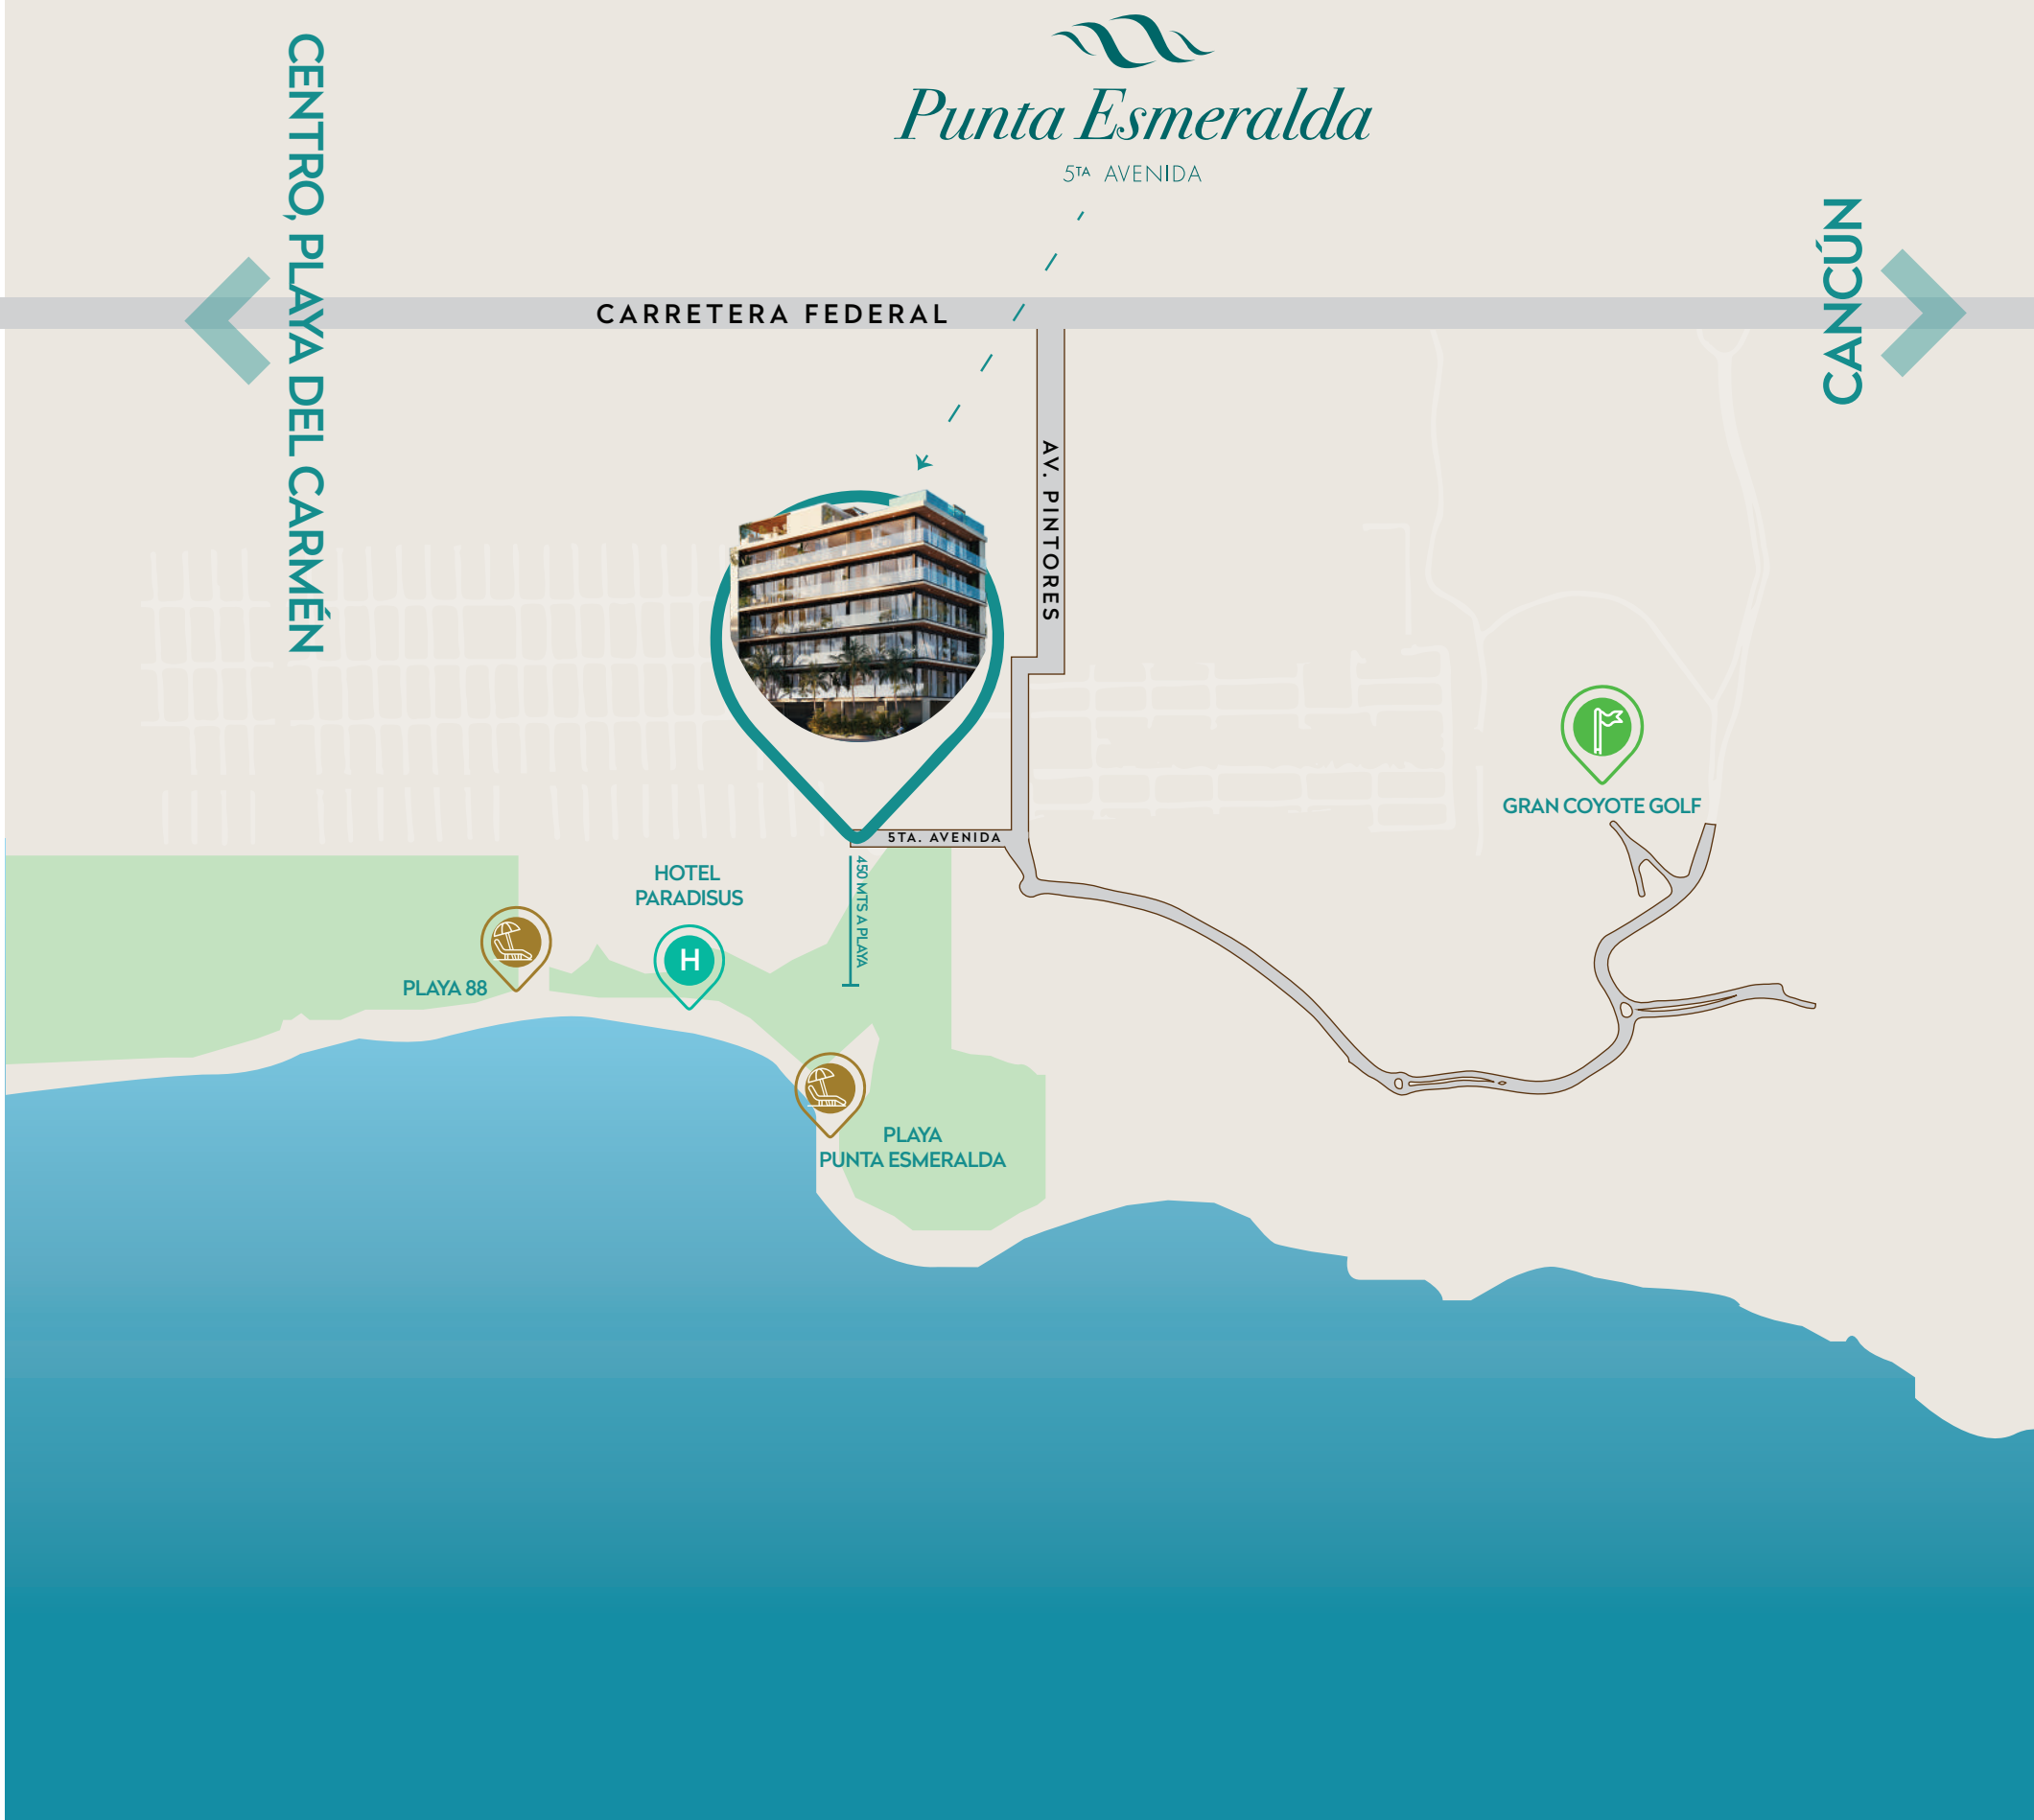 Punta Esmeralda
5TA AVENIDA
CENTRO, PLAYA DEL CARMÉN
CANCÚN
CARRETERA FEDERAL
AV. PINTORES
GRAN COYOTE GOLF
5TA. AVENIDA
450 MTS A PLAYA
HOTEL
PARADISUS
H
PLAYA 88
PLAYA
PUNTA ESMERALDA